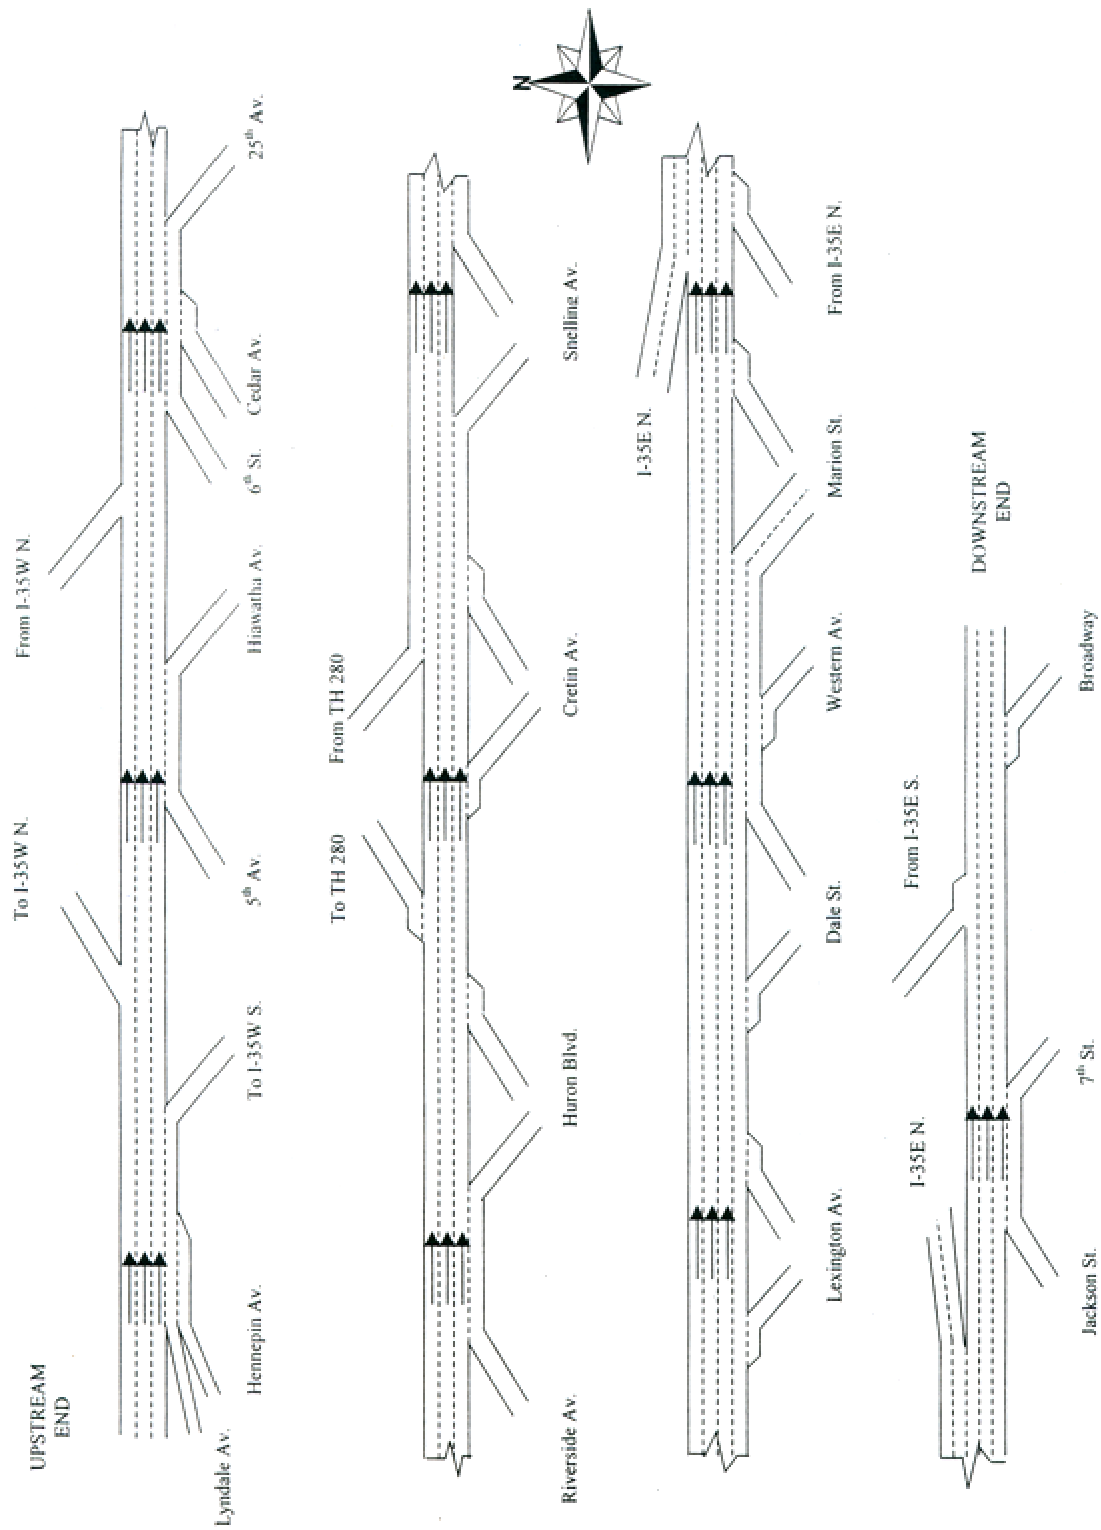 N
UPSTREAM
END
To I-35W N.
From I-35W N.
Lyndale Av.
Hennepin Av.
To I-35W S.
5th Av.
Hiawatha Av.
6th St.
Cedar Av.
25th Av.
To TH 280
From TH 280
Riverside Av.
Huron Blvd.
Cretin Av.
Snelling Av.
I-35E N.
Lexington Av.
Dale St.
Western Av.
Marion St.
From I-35E N.
I-35E N.
From I-35E S.
DOWNSTREAM
END
Jackson St.
7th St.
Broadway